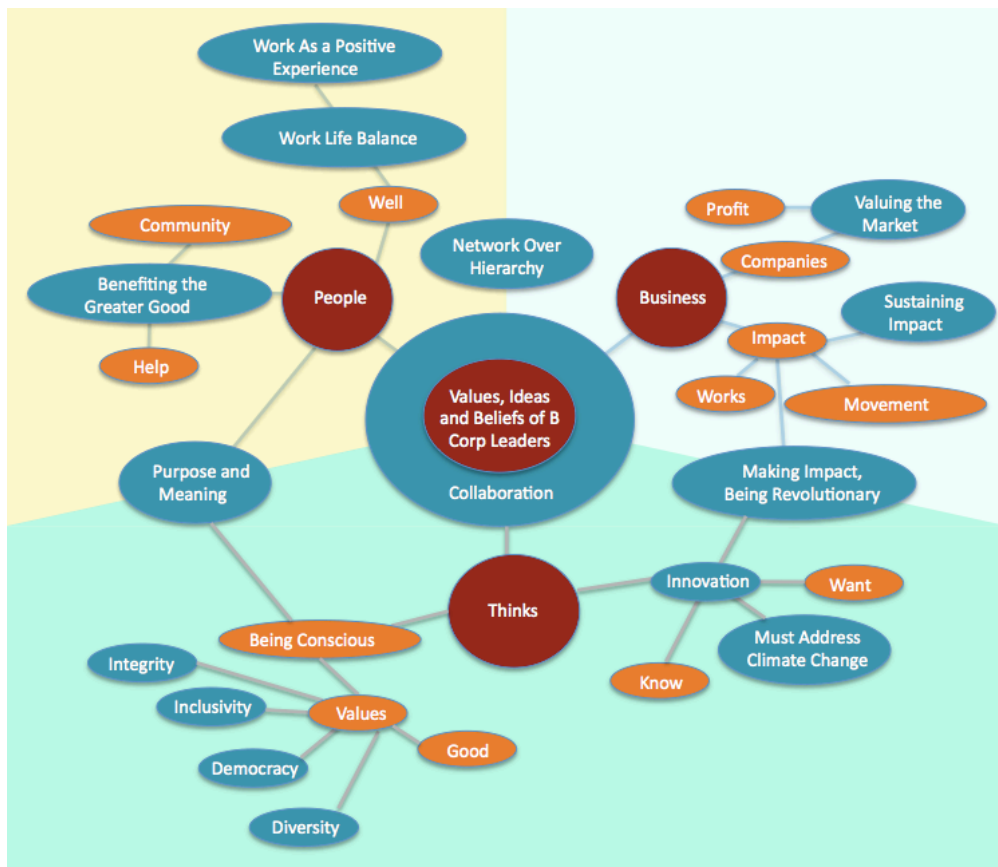 Work As a Positive
Experience
Work Life Balance
Well
Community
Benefiting the
Greater Good
Help
People
Network Over
Hierarchy
Business
Profit
Valuing the
Market
Companies
Sustaining
Impact
Impact
Works
Movement
Values, Ideas
and Beliefs of B
Corp Leaders
Collaboration
Purpose and
Meaning
Making Impact,
Being Revolutionary
Thinks
Innovation
Want
Must Address
Climate Change
Know
Being Conscious
Integrity
Inclusivity
Values
Good
Democracy
Diversity